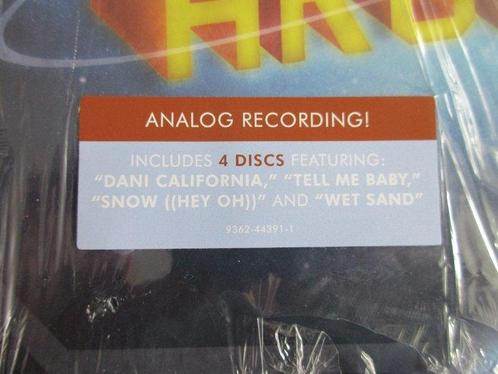 ANALOG RECORDING!
INCLUDES 4 DISCS FEATURING:
"DANI CALIFORNIA," "TELL ME BABY,"
"SNOW ((HEY OH))" AND "WET SAND"
9362-44391-1